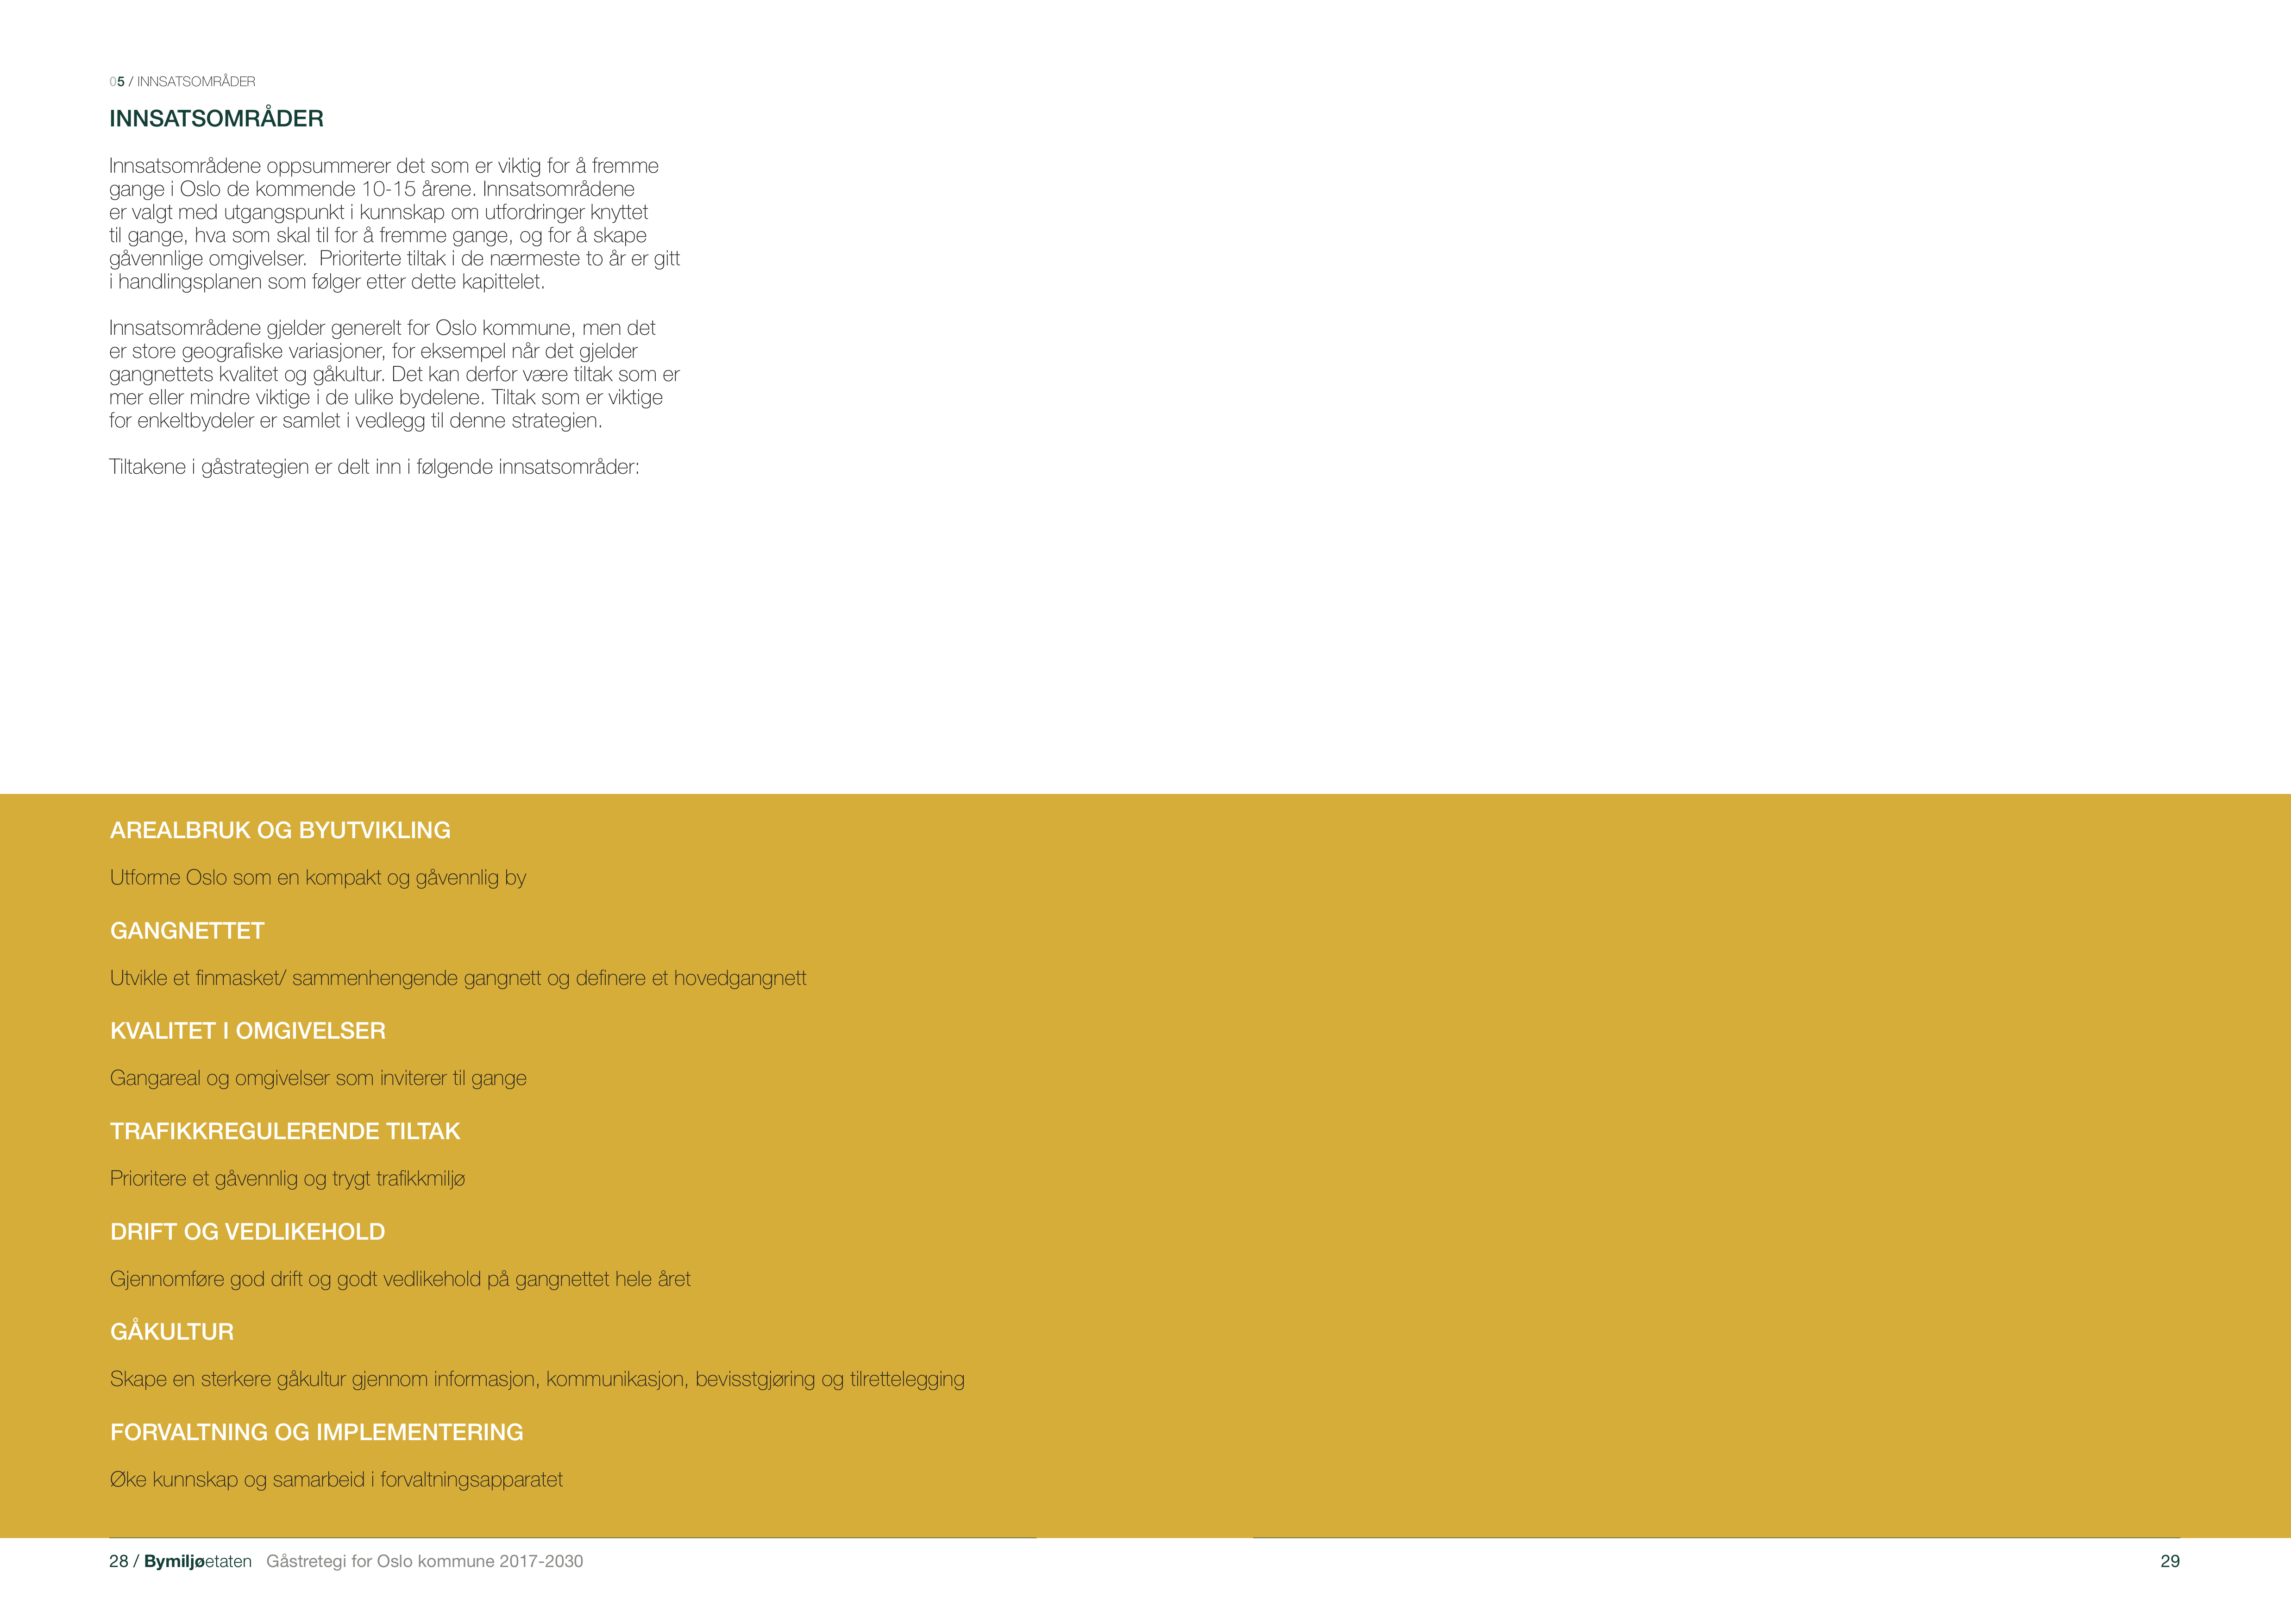 05 / INNSATSOMRÅDER
INNSATSOMRÅDER
Innsatsområdene oppsummerer det som er viktig for å fremme
gange i Oslo de kommende 10-15 årene. Innsatsområdene
er valgt med utgangspunkt i kunnskap om utfordringer knyttet
til gange, hva som skal til for å fremme gange, og for å skape
gåvennlige omgivelser.  Prioriterte tiltak i de nærmeste to år er gitt
i handlingsplanen som følger etter dette kapittelet.
Innsatsområdene gjelder generelt for Oslo kommune, men det
er store geografiske variasjoner, for eksempel når det gjelder
gangnettets kvalitet og gåkultur. Det kan derfor være tiltak som er
mer eller mindre viktige i de ulike bydelene. Tiltak som er viktige
for enkeltbydeler er samlet i vedlegg til denne strategien.
Tiltakene i gåstrategien er delt inn i følgende innsatsområder:
AREALBRUK OG BYUTVIKLING
Utforme Oslo som en kompakt og gåvennlig by
GANGNETTET
Utvikle et finmasket/ sammenhengende gangnett og definere et hovedgangnett
KVALITET I OMGIVELSER
Gangareal og omgivelser som inviterer til gange
TRAFIKKREGULERENDE TILTAK
Prioritere et gåvennlig og trygt trafikkmiljø
DRIFT OG VEDLIKEHOLD
Gjennomføre god drift og godt vedlikehold på gangnettet hele året
GÅKULTUR
Skape en sterkere gåkultur gjennom informasjon, kommunikasjon, bevisstgjøring og tilrettelegging
FORVALTNING OG IMPLEMENTERING
Øke kunnskap og samarbeid i forvaltningsapparatet
28 / Bymiljøetaten Gåstretegi for Oslo kommune 2017-2030
29